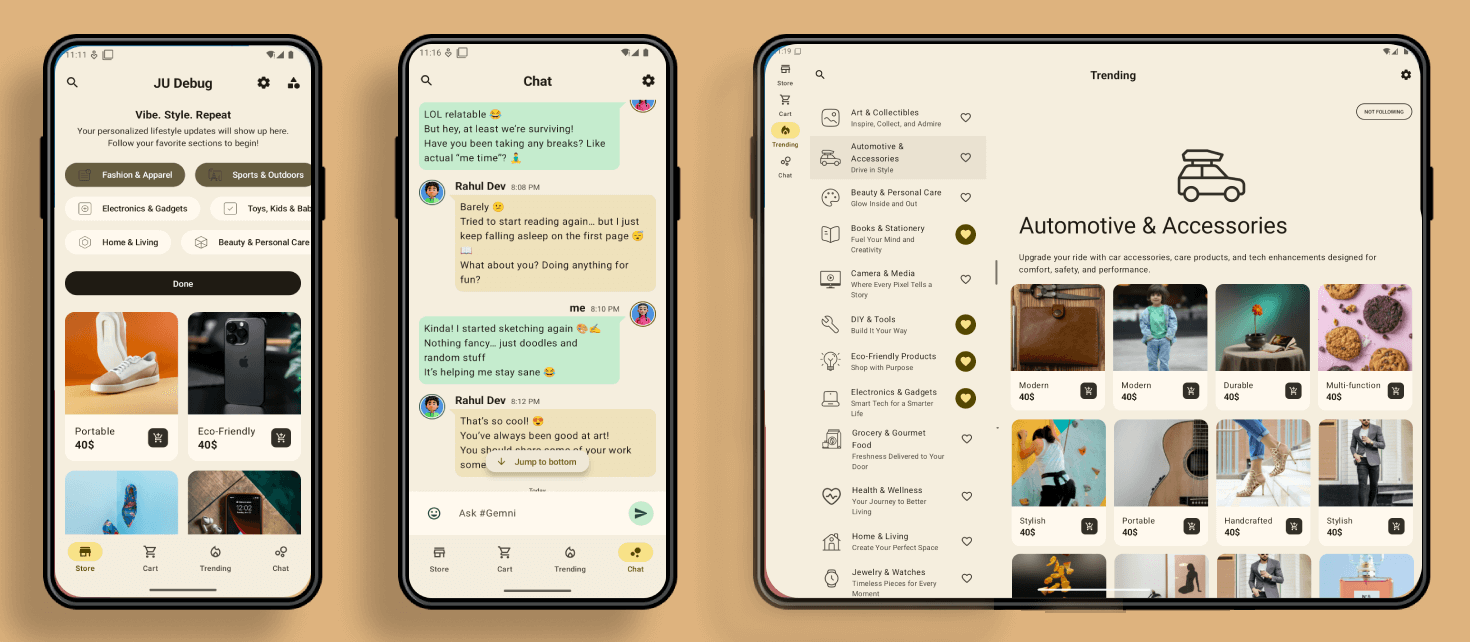 11:11
JU Debug
Vibe. Style. Repeat
Your personalized lifestyle updates will show up here.
Follow your favorite sections to begin!
Fashion & Apparel
Sports & Outdoors
Electronics & Gadgets
Toys, Kids & Bab
Home & Living
Beauty & Personal Care
Done
Portable
40$
Eco-Friendly
40$
12:02
Store
Cart
Trending
Chat
11:16
Chat
LOL relatable 😂
But hey, at least we're surviving!
Have you been taking any breaks? Like
actual “me time”? 🧘‍♂️
Rahul Dev 8:08 PM
Barely 🫠
Tried to start reading again… but I just
keep falling asleep on the first page 😴
📖
What about you? Doing anything for
fun?
me 8:10 PM
Kinda! I started sketching again 🎨✍️
Nothing fancy… just doodles and
random stuff
It's helping me stay sane 😂
Rahul Dev 8:12 PM
That's so cool! 😍
You've always been good at art!
You should share some of your work
some
Jump to bottom
Today
Ask #Gemni
Store
Cart
Trending
Chat
:19
Store
Cart
Trending
Chat
Trending
Art & Collectibles
Inspire, Collect, and Admire
Automotive &
Accessories
Drive in Style
Beauty & Personal Care
Glow Inside and Out
Books & Stationery
Fuel Your Mind and
Creativity
Camera & Media
Where Every Pixel Tells a
Story
DIY & Tools
Build It Your Way
Eco-Friendly Products
Shop with Purpose
Electronics & Gadgets
Smart Tech for a Smarter
Life
Grocery & Gourmet
Food
Freshness Delivered to Your
Door
Health & Wellness
Your Journey to Better
Living
Home & Living
Create Your Perfect Space
Jewelry & Watches
Timeless Pieces for Every
Moment
NOT FOLLOWING
Automotive & Accessories
Upgrade your ride with car accessories, care products, and tech enhancements designed for
comfort, safety, and performance.
Modern
40$
Modern
40$
Durable
40$
Multi-function
40$
Stylish
40$
Portable
40$
Handcrafted
40$
Stylish
40$